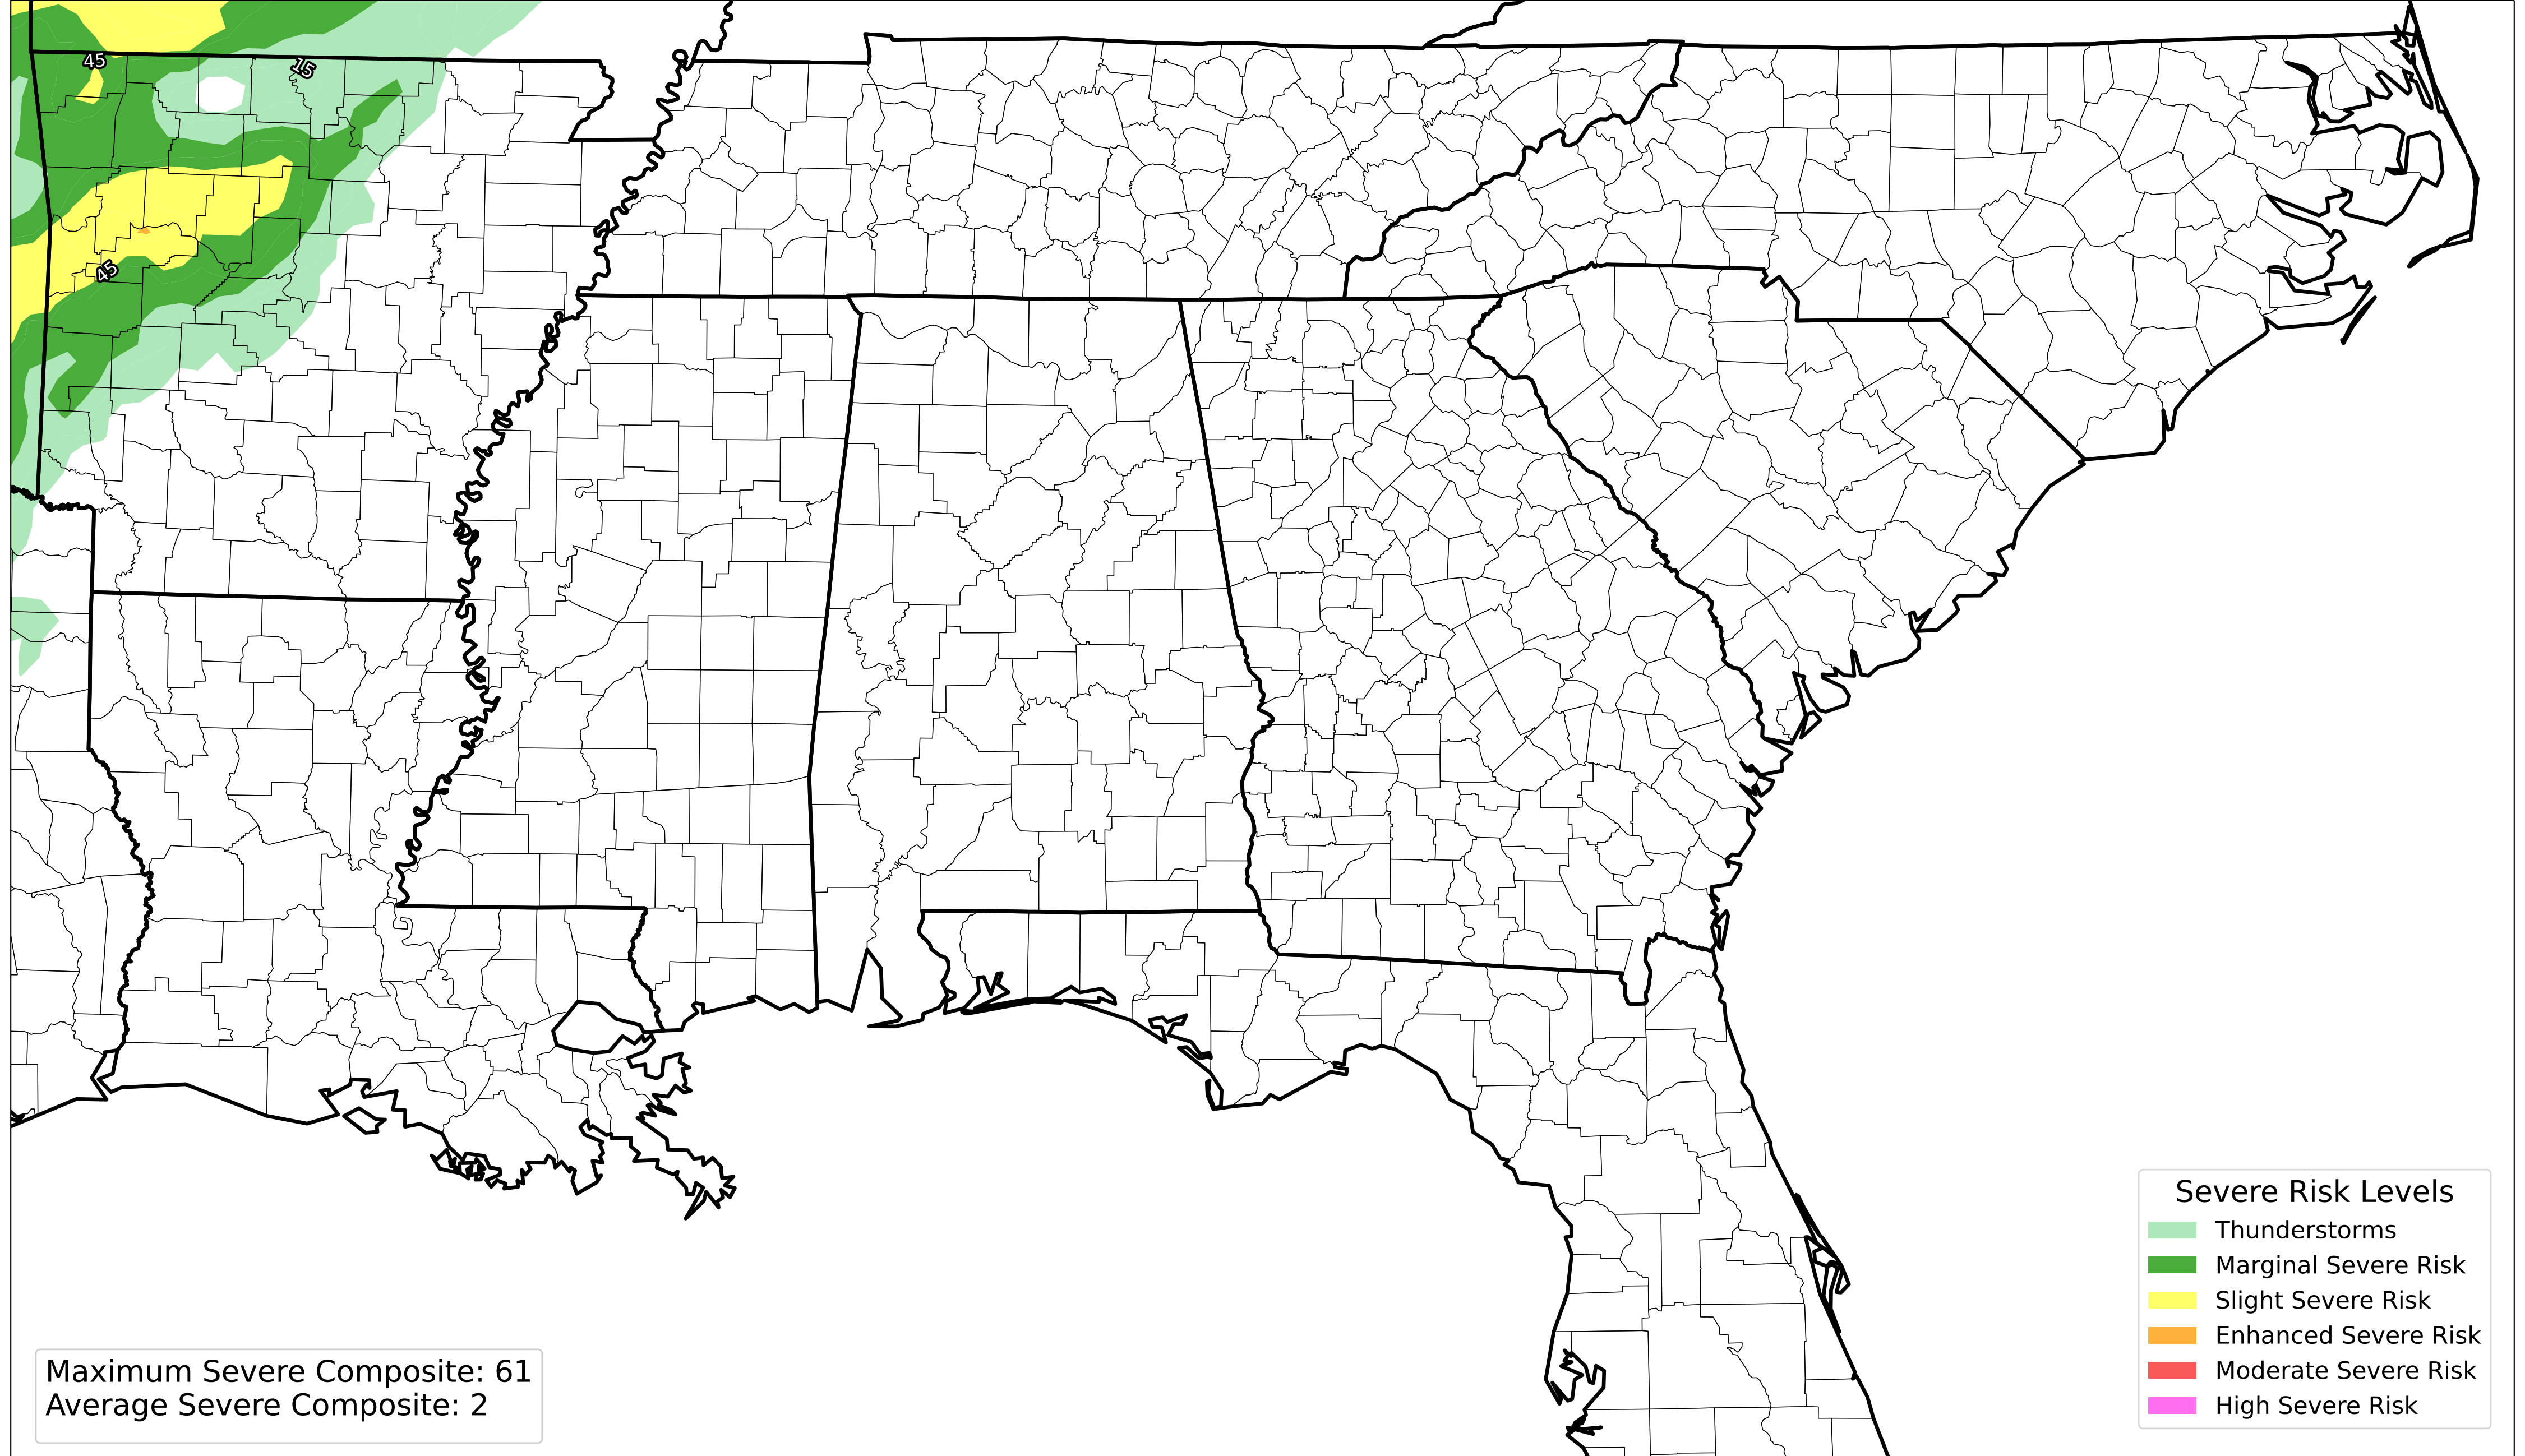 45
15
45
Severe Risk Levels
Thunderstorms
Marginal Severe Risk
Slight Severe Risk
Enhanced Severe Risk
Moderate Severe Risk
High Severe Risk
Maximum Severe Composite: 61
Average Severe Composite: 2